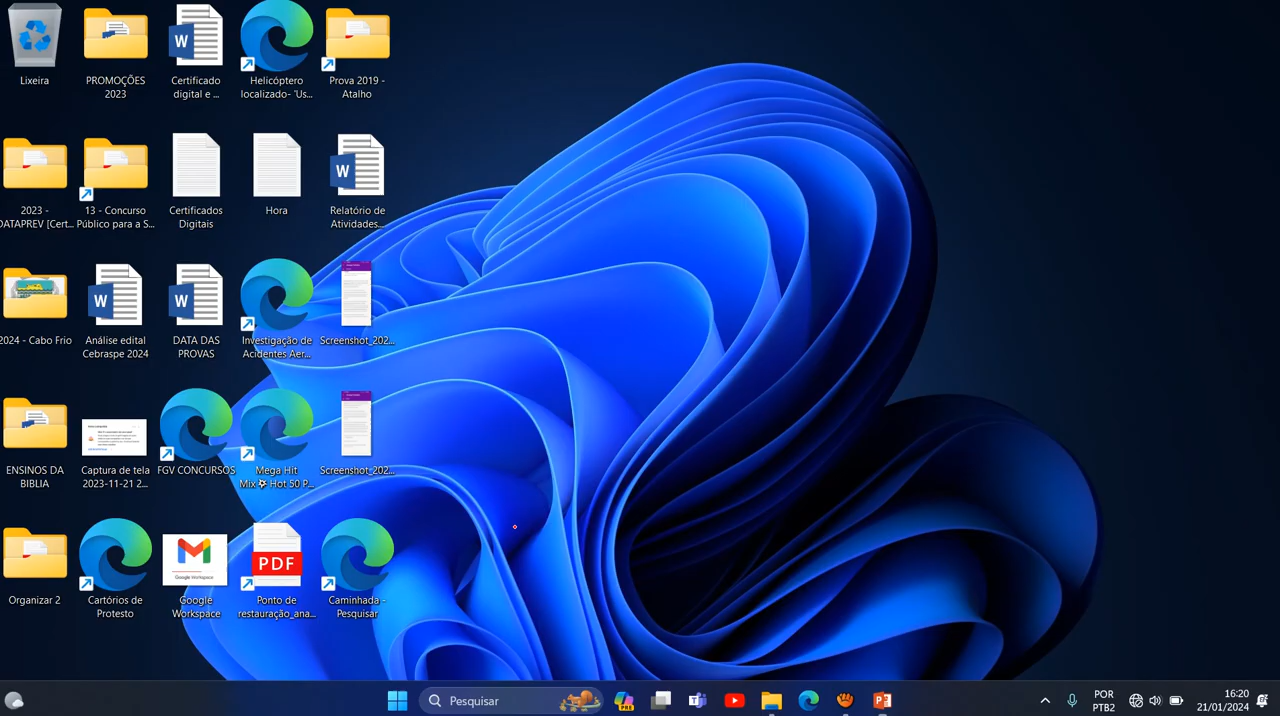 Lixeira
PROMOÇÕES
2023
Certificado
digital e ...
Helicóptero
localizado- 'Us...
Prova 2019 -
Atalho
2023 -
DATAPREV [Cert...
13 - Concurso
Público para a S...
Certificados
Digitais
Hora
Relatório de
Atividades...
2024 - Cabo Frio
Análise edital
Cebraspe 2024
DATA DAS
PROVAS
Investigação de
Acidentes Aer...
Screenshot_202...
ENSINOS DA
BIBLIA
Captura de tela
2023-11-21 2...
FGV CONCURSOS
Mega Hit
Mix ☼ Hot 50 P...
Screenshot_202...
Organizar 2
Cartórios de
Protesto
Google Workspace
Google
Workspace
PDF
Ponto de
restauração_ana...
Caminhada -
Pesquisar
Pesquisar
POR
PTB2
16:20
21/01/2024